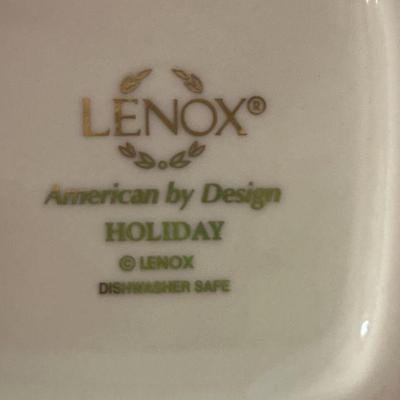 LENOX®
American by Design
HOLIDAY
© LENOX
DISHWASHER SAFE